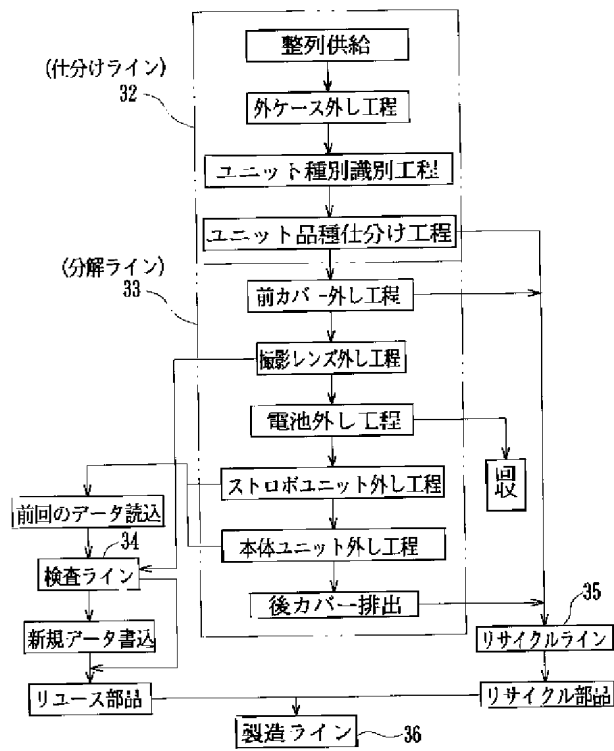 整列供給
(仕分けライン)
32
外ケース外し工程
ユニット種別識別工程
ユニット品種仕分け工程
(分解ライン)
33
前カバー外し工程
撮影レンズ外し工程
電池外し工程
回収
ストロボユニット外し工程
前回のデータ読込
34
本体ユニット外し工程
検査ライン
後カバー排出
35
新規データ書込
リサイクルライン
リユース部品
リサイクル部品
製造ライン
36